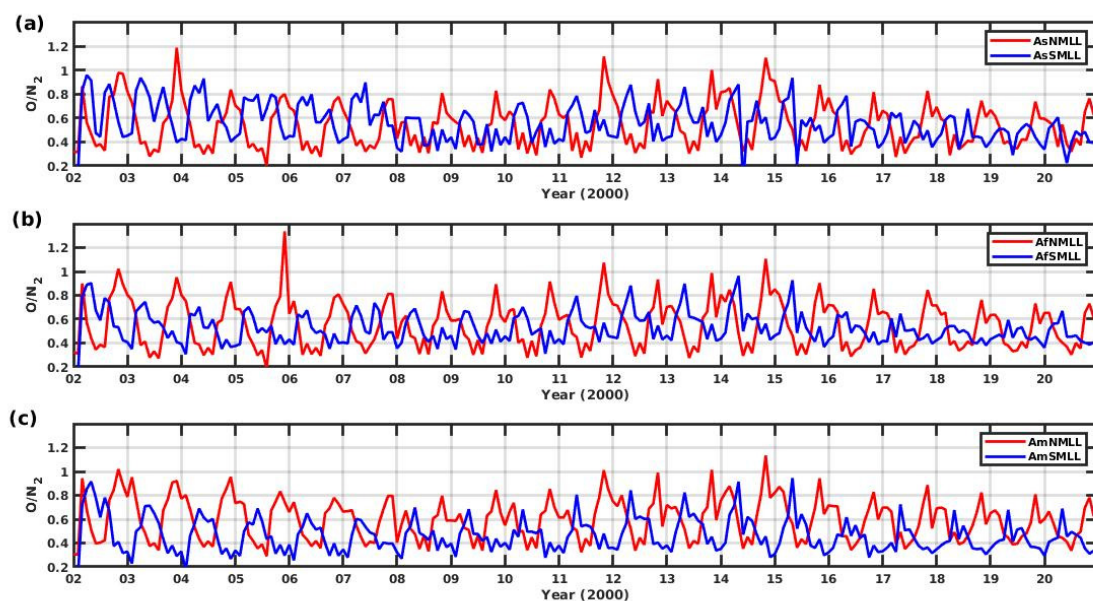 (a)
1.2
1
0.8
0.6
0.4
0.2
O/N2
AsNMLL
AsSMLL
02 03 04 05 06 07 08 09 10 11 12 13 14 15 16 17 18 19 20
Year (2000)
(b)
1.2
1
0.8
0.6
0.4
0.2
O/N2
AfNMLL
AfSMLL
02 03 04 05 06 07 08 09 10 11 12 13 14 15 16 17 18 19 20
Year (2000)
(c)
1.2
1
0.8
0.6
0.4
0.2
O/N2
AmNMLL
AmSMLL
02 03 04 05 06 07 08 09 10 11 12 13 14 15 16 17 18 19 20
Year (2000)